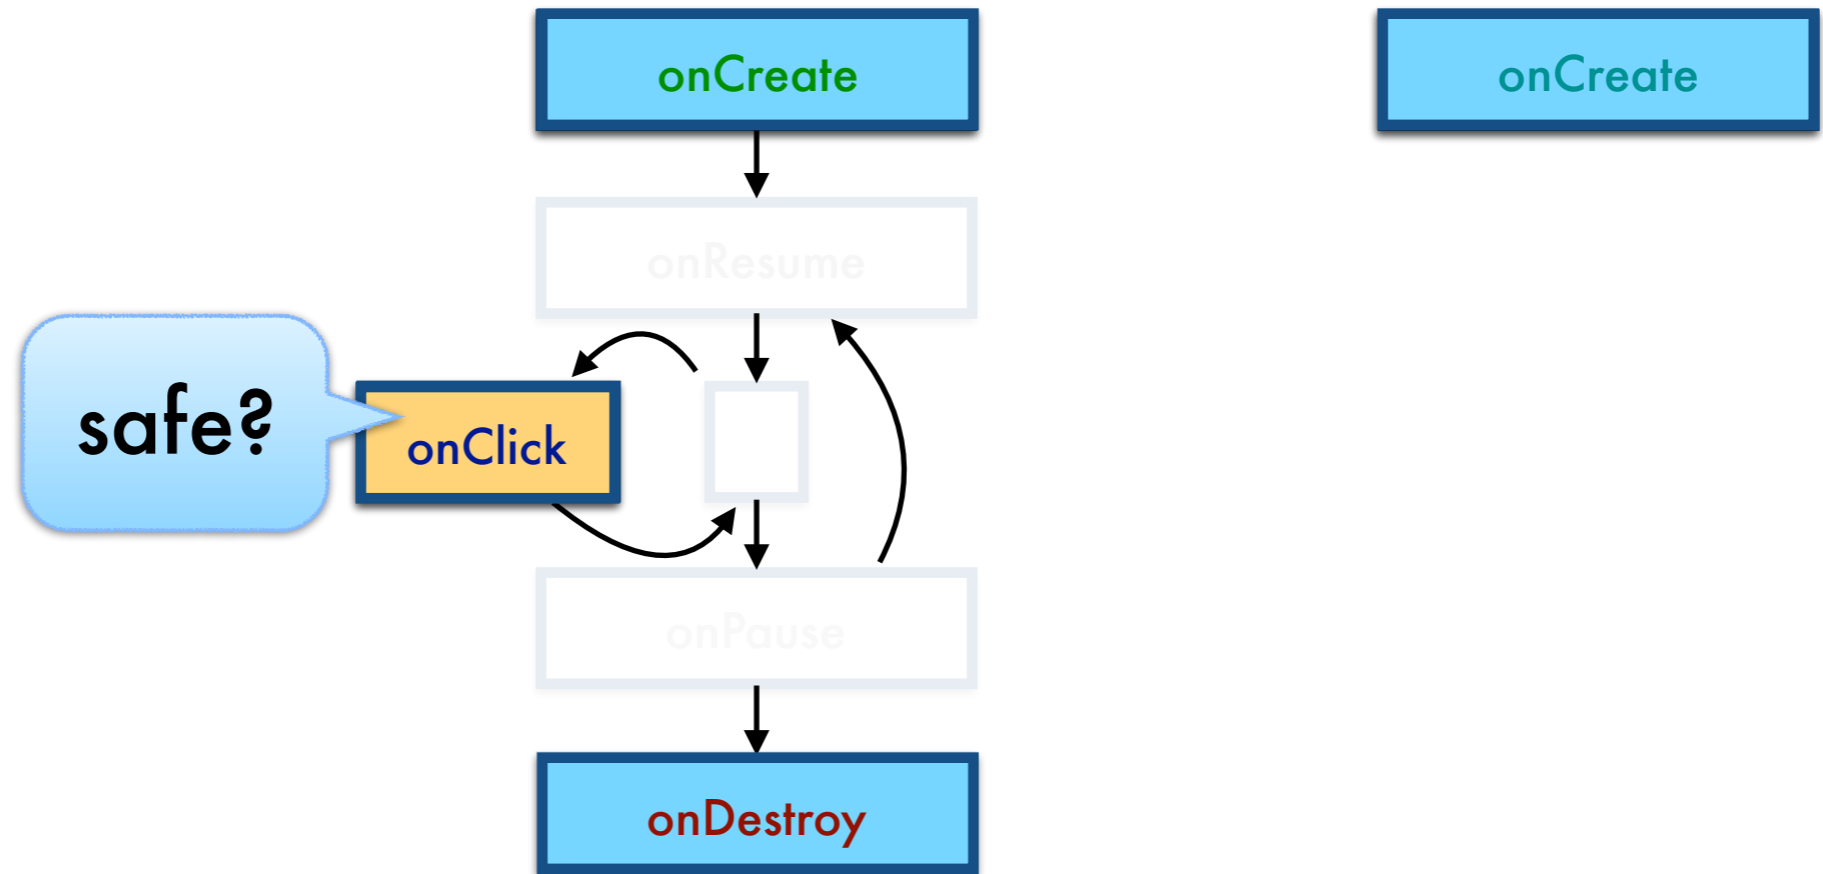 onCreate
onCreate
onResume
safe?
onClick
onPause
onDestroy